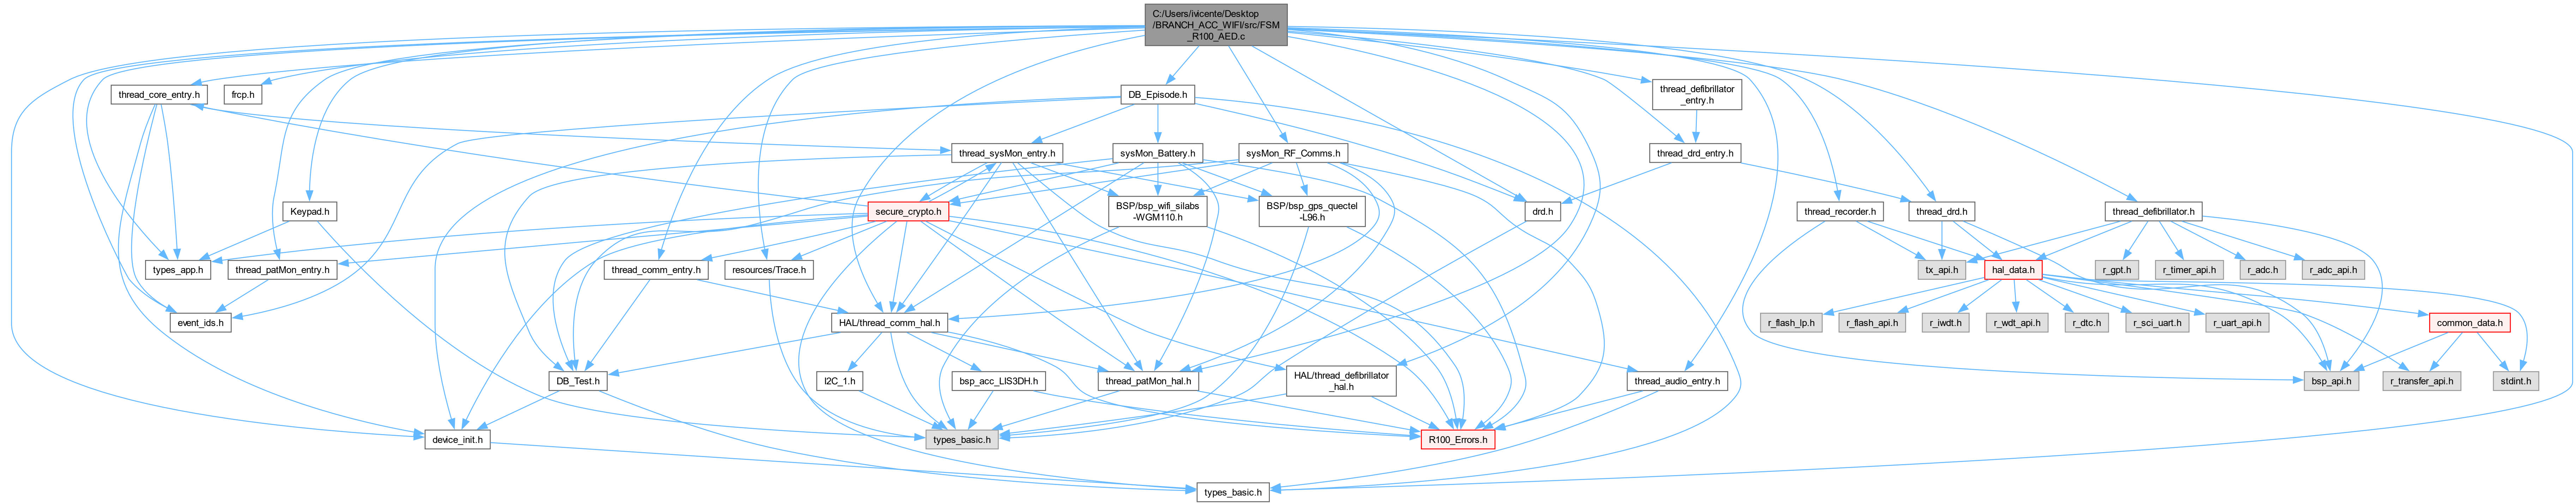 C:/Users/ivicente/Desktop
/BRANCH_ACC_WIFI/src/FSM
_R100_AED.c
thread_core_entry.h
frcp.h
DB_Episode.h
thread_defibrillator
_entry.h
thread_sysMon_entry.h
sysMon_Battery.h
sysMon_RF_Comms.h
thread_drd_entry.h
Keypad.h
secure_crypto.h
BSP/bsp_wifi_silabs
-WGM110.h
BSP/bsp_gps_quectel
-L96.h
drd.h
thread_recorder.h
thread_drd.h
thread_defibrillator.h
types_app.h
thread_patMon_entry.h
thread_comm_entry.h
resources/Trace.h
tx_api.h
hal_data.h
r_gpt.h
r_timer_api.h
r_adc.h
r_adc_api.h
event_ids.h
HAL/thread_comm_hal.h
r_flash_lp.h
r_flash_api.h
r_iwdt.h
r_wdt_api.h
r_dtc.h
r_sci_uart.h
r_uart_api.h
common_data.h
DB_Test.h
I2C_1.h
bsp_acc_LIS3DH.h
thread_patMon_hal.h
HAL/thread_defibrillator
_hal.h
thread_audio_entry.h
bsp_api.h
r_transfer_api.h
stdint.h
device_init.h
types_basic.h
R100_Errors.h
types_basic.h